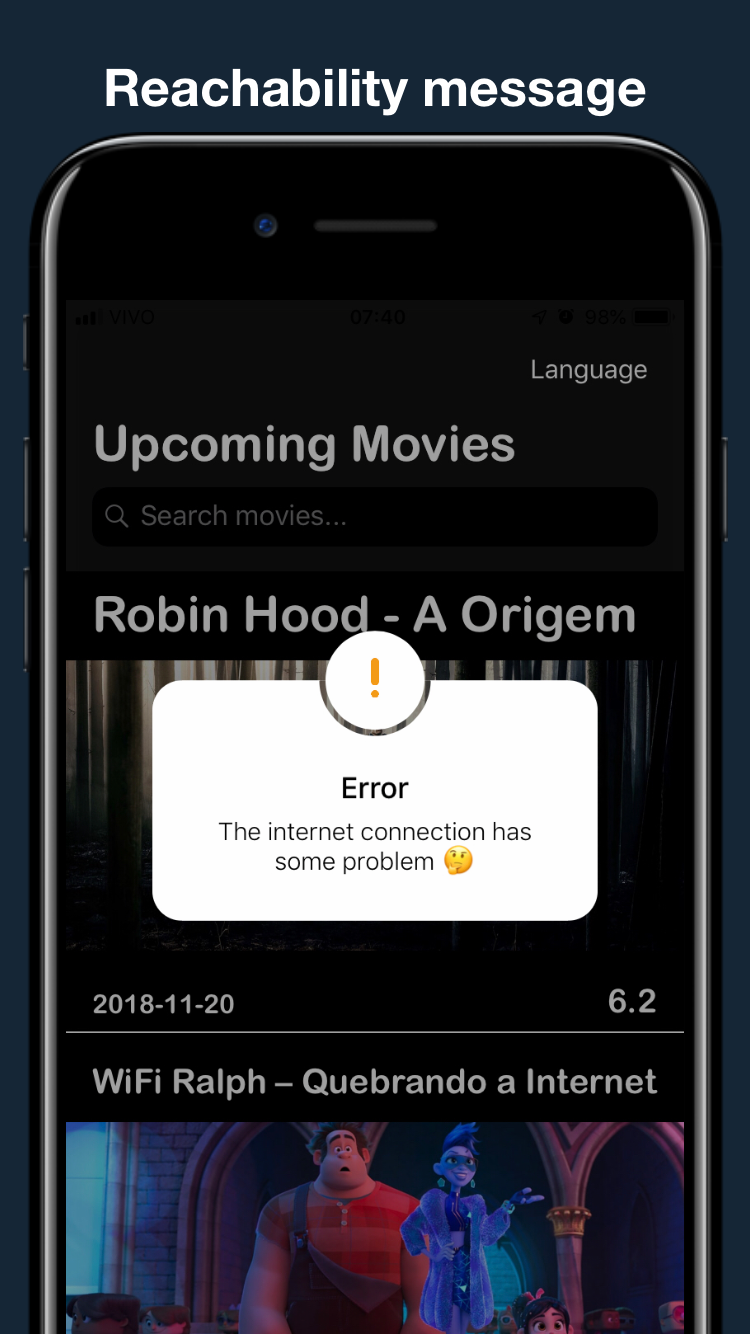 Reachability message
VIVO 07:40 98%
Language
Upcoming Movies
Search movies...
Robin Hood - A Origem
!
Error
The internet connection has
some problem 🤔
2018-11-20 6.2
WiFi Ralph – Quebrando a Internet